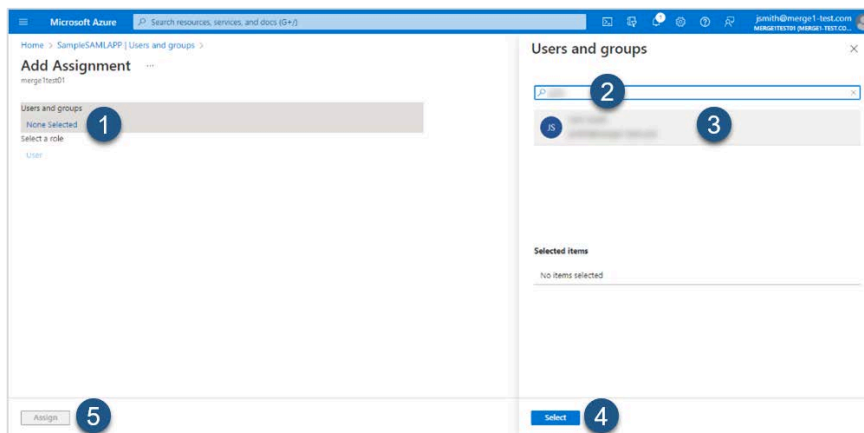 Microsoft Azure
Search resources, services, and docs (G+/)
1
jsmith@merge1-test.com
MERGE1TEST01 (MERGE1-TEST.CO...
Home > SampleSAMLAPP | Users and groups >
Add Assignment ...
merge1test01
Users and groups
None Selected
1
Select a role
User
Assign
5
Users and groups
2
JS
3
Selected items
No items selected
Select
4